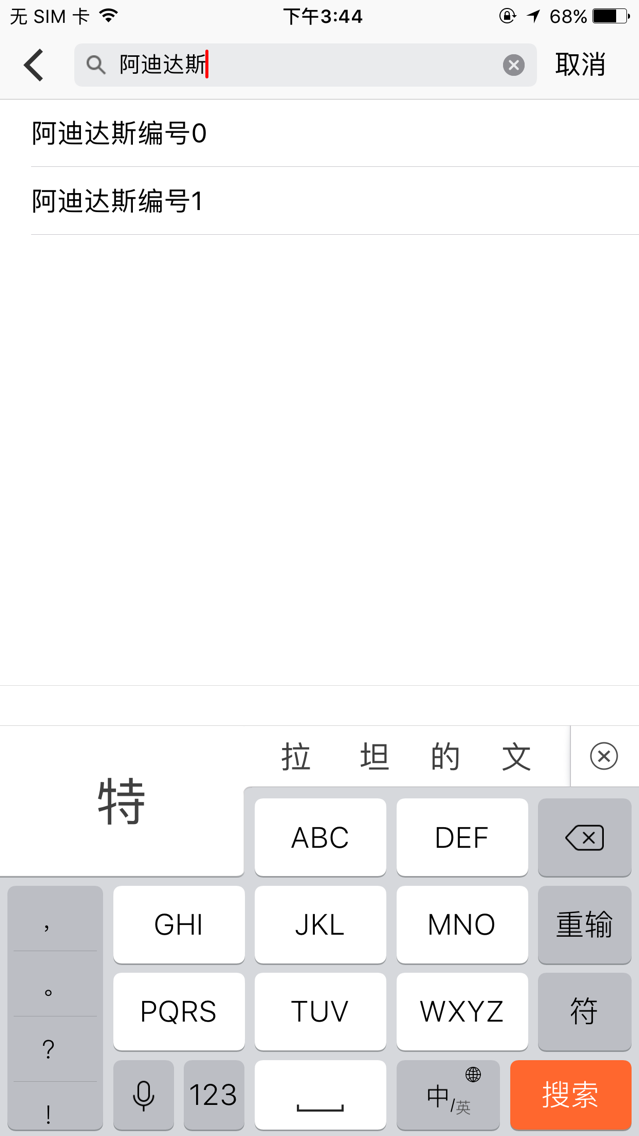 无 SIM 卡 下午3:44 68%
阿迪达斯 取消
阿迪达斯编号0
阿迪达斯编号1
特 拉 坦 的 文
ABC DEF
， GHI JKL MNO 重输
。 PQRS TUV WXYZ 符
？
！ 123 中/英 搜索